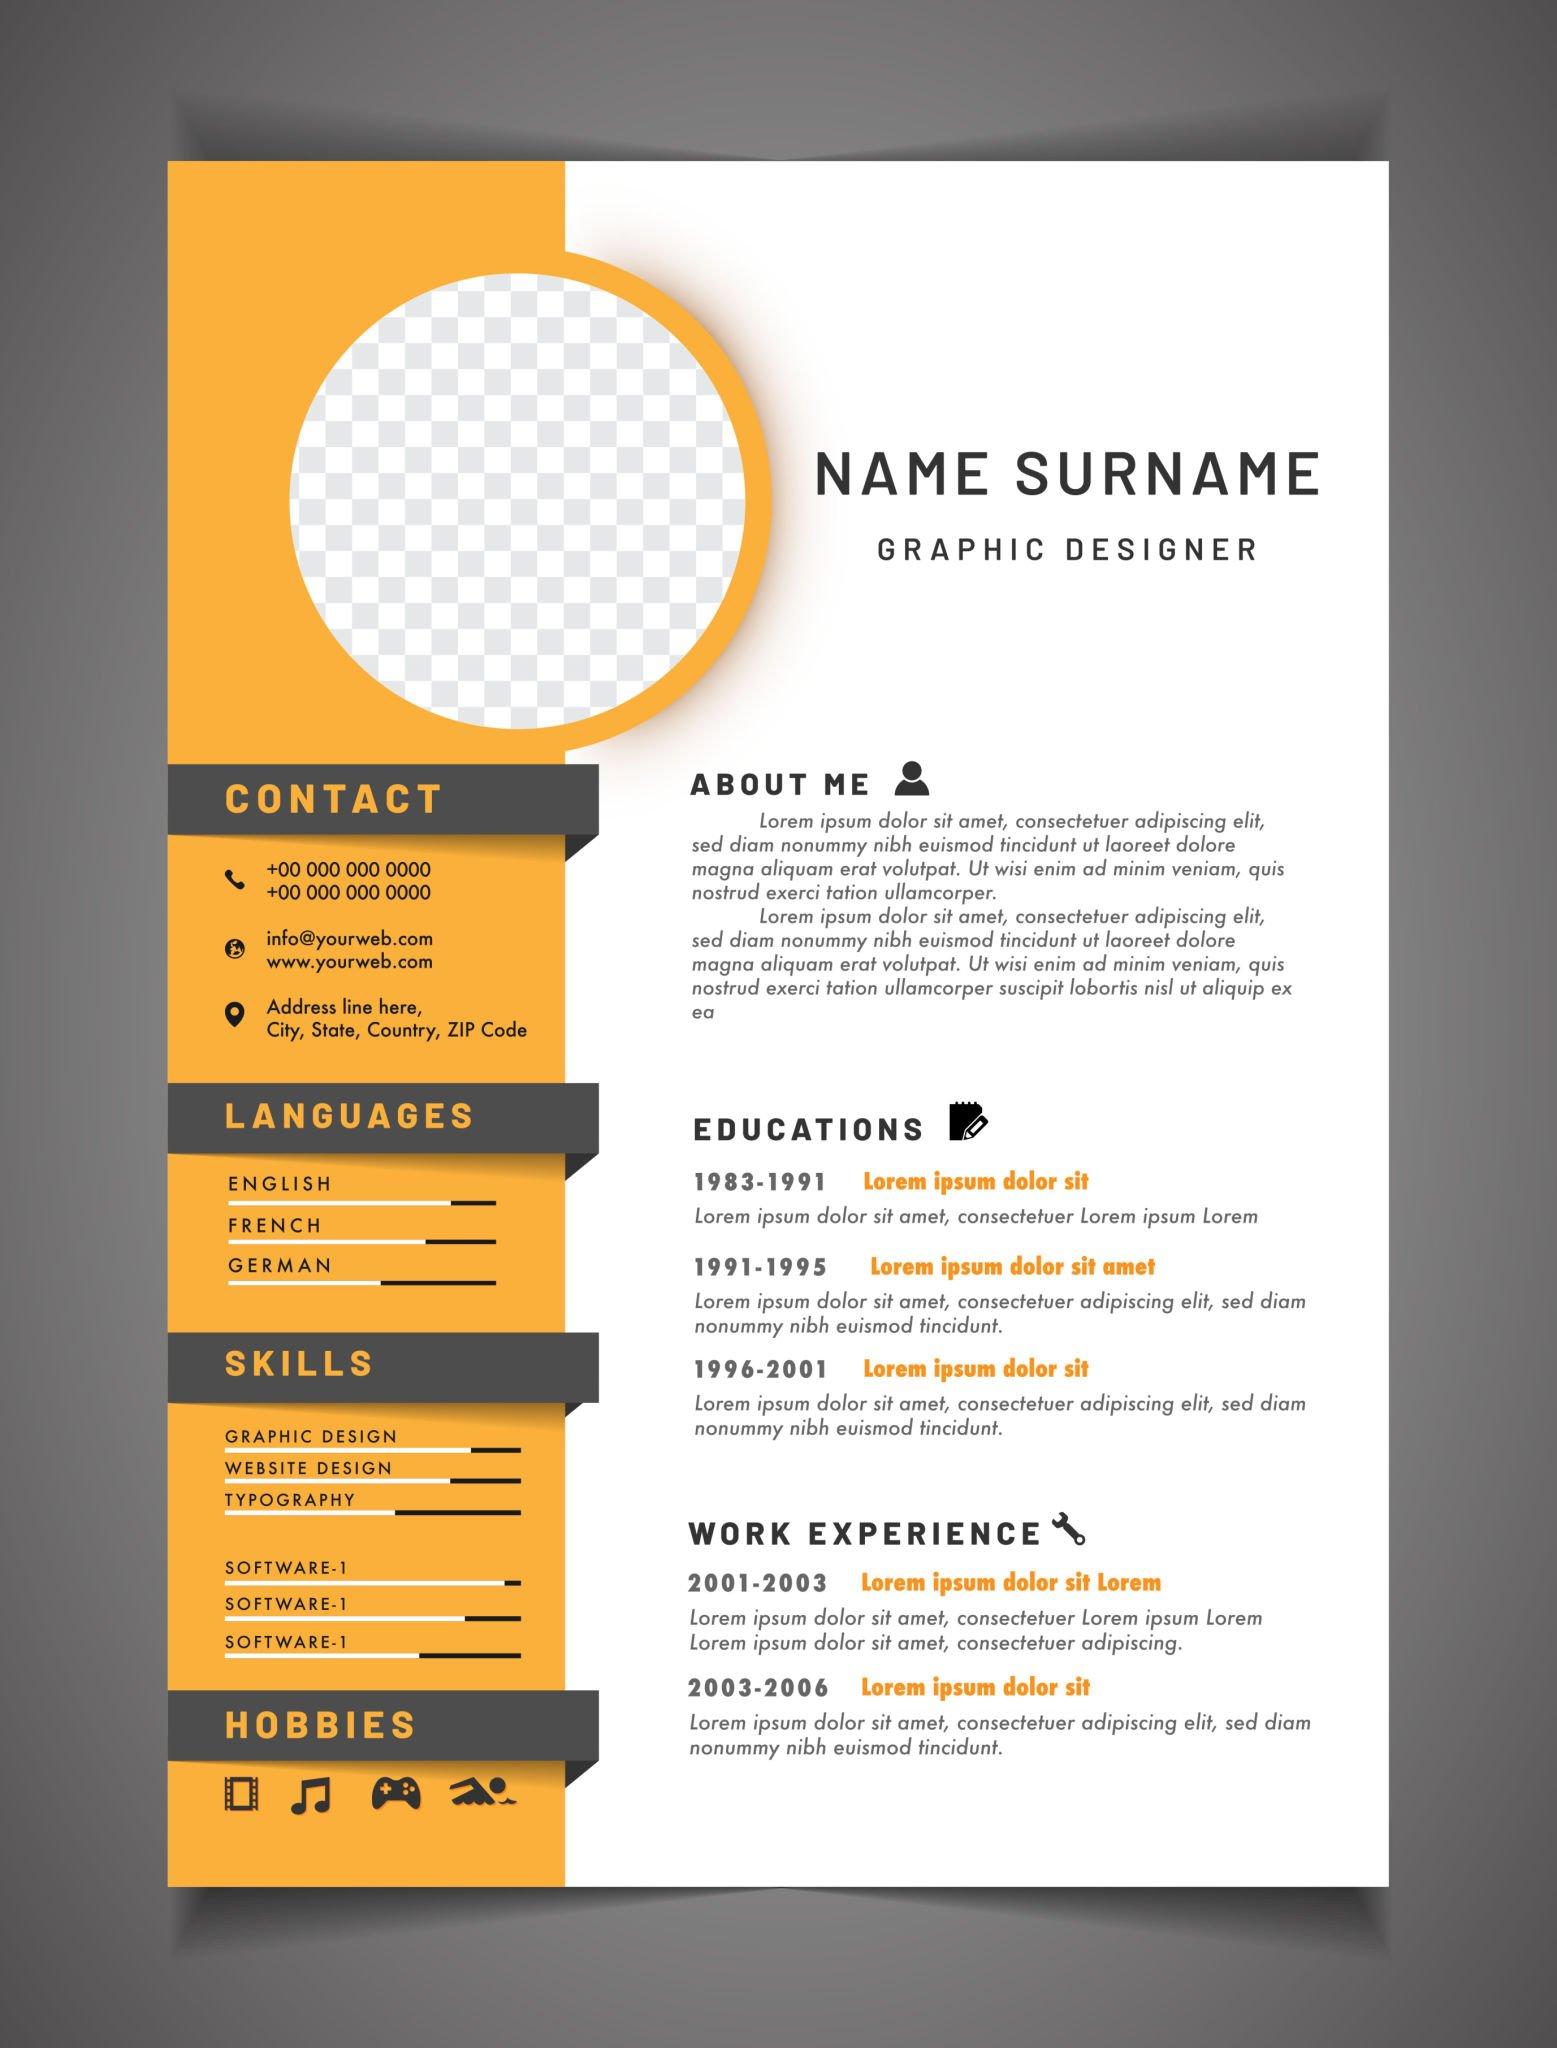 NAME SURNAME
GRAPHIC DESIGNER
CONTACT
+00 000 000 0000
+00 000 000 0000
info@yourweb.com
www.yourweb.com
Address line here,
City, State, Country, ZIP Code
LANGUAGES
ENGLISH
FRENCH
GERMAN
SKILLS
GRAPHIC DESIGN
WEBSITE DESIGN
TYPOGRAPHY
SOFTWARE-1
SOFTWARE-1
SOFTWARE-1
HOBBIES
ABOUT ME
Lorem ipsum dolor sit amet, consectetuer adipiscing elit,
sed diam nonummy nibh euismod tincidunt ut laoreet dolore
magna aliquam erat volutpat. Ut wisi enim ad minim veniam, quis
nostrud exerci tation ullamcorper.
Lorem ipsum dolor sit amet, consectetuer adipiscing elit,
sed diam nonummy nibh euismod tincidunt ut laoreet dolore
magna aliquam erat volutpat. Ut wisi enim ad minim veniam, quis
nostrud exerci tation ullamcorper suscipit lobortis nisl ut aliquip ex
ea
EDUCATIONS
1983-1991 Lorem ipsum dolor sit
Lorem ipsum dolor sit amet, consectetuer Lorem ipsum Lorem
1991-1995 Lorem ipsum dolor sit amet
Lorem ipsum dolor sit amet, consectetuer adipiscing elit, sed diam
nonummy nibh euismod tincidunt.
1996-2001 Lorem ipsum dolor sit
Lorem ipsum dolor sit amet, consectetuer adipiscing elit, sed diam
nonummy nibh euismod tincidunt.
WORK EXPERIENCE
2001-2003 Lorem ipsum dolor sit Lorem
Lorem ipsum dolor sit amet, consectetuer Lorem ipsum Lorem
Lorem ipsum dolor sit amet, consectetuer adipiscing.
2003-2006 Lorem ipsum dolor sit
Lorem ipsum dolor sit amet, consectetuer adipiscing elit, sed diam
nonummy nibh euismod tincidunt.